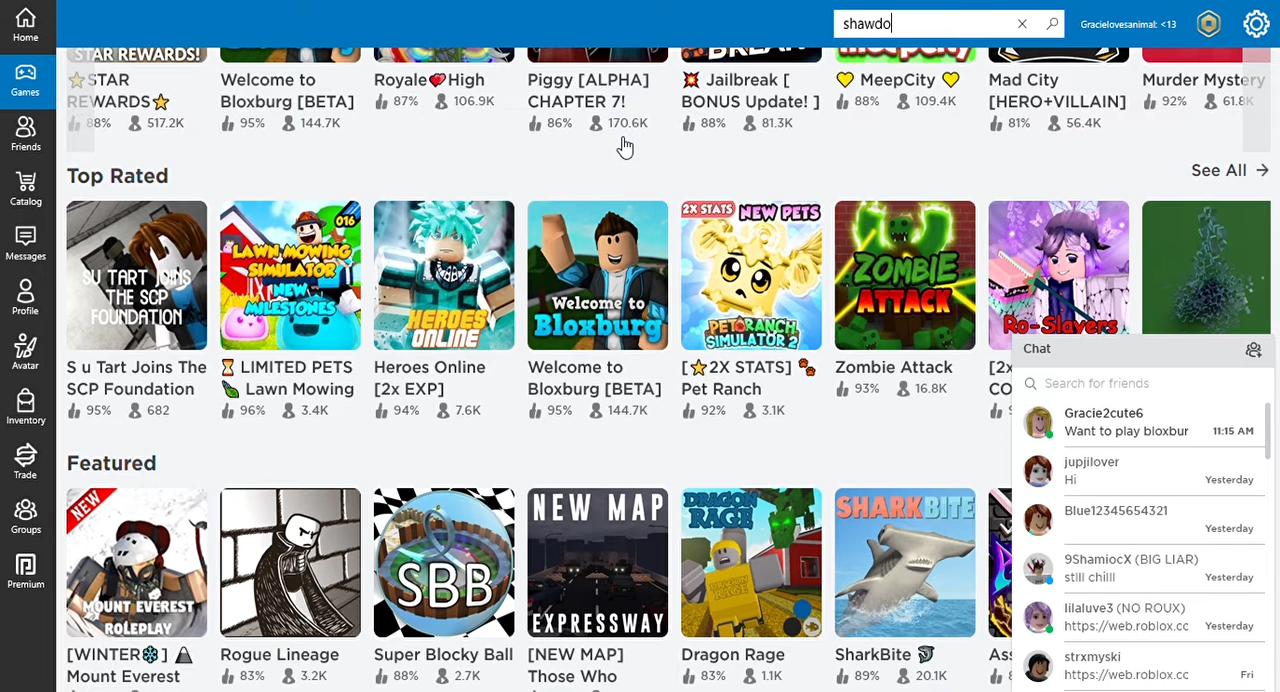 Home
shawdo
Gracielovesanimal: <13
Games
Friends
Catalog
Messages
Profile
Avatar
Inventory
Trade
Groups
Premium
STAR REWARDS!
⭐STAR
REWARDS⭐
88% 517.2K
Welcome to
Bloxburg [BETA]
95% 144.7K
Royale💗High
87% 106.9K
Piggy [ALPHA]
CHAPTER 7!
86% 170.6K
💥 Jailbreak [
BONUS Update! ]
88% 81.3K
💛 MeepCity 💛
88% 109.4K
Mad City
[HERO+VILLAIN]
81% 56.4K
Murder Mystery
92% 61.8K
Top Rated
See All →
SU TART JOINS
THE SCP
FOUNDATION
S u Tart Joins The
SCP Foundation
95% 682
016
LAWN MOWING
SIMULATOR
NEW
MILESTONES
⏳ LIMITED PETS
🍃 Lawn Mowing
96% 3.4K
HEROES
ONLINE
Heroes Online
[2x EXP]
94% 7.6K
Welcome to
Bloxburg
Welcome to
Bloxburg [BETA]
95% 144.7K
2X STATS NEW PETS
PET RANCH
SIMULATOR 2
[⭐2X STATS] 🐾
Pet Ranch
92% 3.1K
ZOMBIE
ATTACK
Zombie Attack
93% 16.8K
Ro-Slayers
Featured
NEW
MOUNT EVEREST
ROLEPLAY
[WINTER❄️] ⛰
Mount Everest
Rogue Lineage
83% 3.2K
SBB
Super Blocky Ball
88% 2.7K
NEW MAP
EXPRESSWAY
[NEW MAP]
Those Who
DRAGON
RAGE
Dragon Rage
83% 1.1K
SHARKBITE
SharkBite 🦈
89% 20.1K
Chat
Search for friends
Gracie2cute6
Want to play bloxbur 11:15 AM
jupjilover
Hi Yesterday
Blue12345654321
Yesterday
9ShamiocX (BIG LIAR)
still chilll Yesterday
lilaluve3 (NO ROUX)
https://web.roblox.cc Yesterday
strxmyski
https://web.roblox.cc Fri